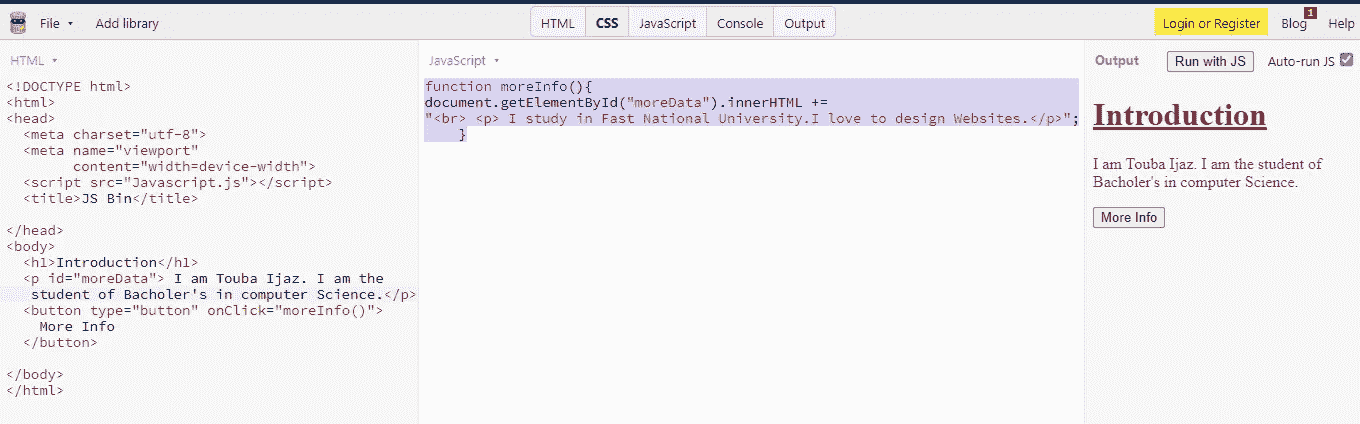 File ▾ Add library HTML CSS JavaScript Console Output Login or Register Blog 1 Help
HTML ▾
<!DOCTYPE html>
<html>
<head>
  <meta charset="utf-8">
  <meta name="viewport"
        content="width=device-width">
  <script src="Javascript.js"></script>
  <title>JS Bin</title>
</head>
<body>
  <h1>Introduction</h1>
  <p id="moreData"> I am Touba Ijaz. I am the
   student of Bacholer's in computer Science.</p>
  <button type="button" onClick="moreInfo()">
    More Info
  </button>
</body>
</html>
JavaScript ▾
function moreInfo(){
document.getElementById("moreData").innerHTML +=
"<br> <p> I study in Fast National University.I love to design Websites.</p>";
    }
Output Run with JS Auto-run JS
Introduction
I am Touba Ijaz. I am the student of
Bacholer's in computer Science.
More Info